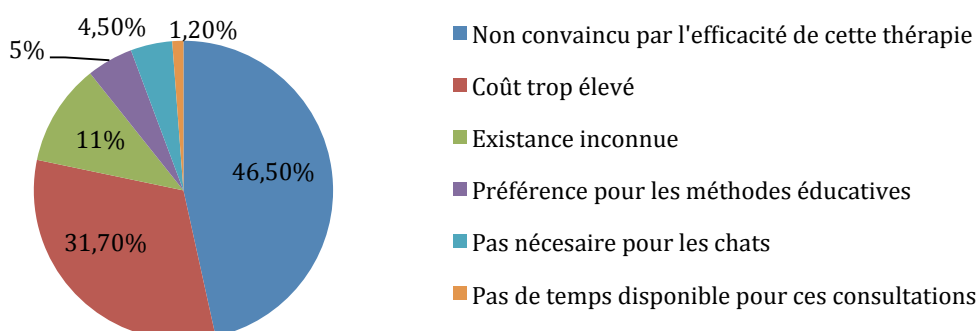 4,50%
1,20%
5%
11%
46,50%
31,70%
Non convaincu par l'efficacité de cette thérapie
Coût trop élevé
Existance inconnue
Préférence pour les méthodes éducatives
Pas nécesaire pour les chats
Pas de temps disponible pour ces consultations